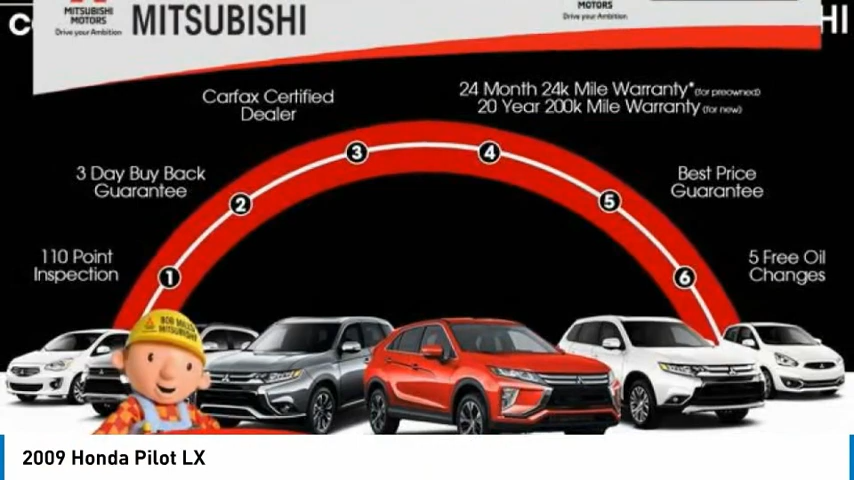 C
HI
MITSUBISHI
MOTORS
Drive your Ambition
MITSUBISHI
MOTORS
Drive your Ambition
Carfax Certified
Dealer
24 Month 24k Mile Warranty*(for preowned)
20 Year 200k Mile Warranty (for new)
3 Day Buy Back
Guarantee
Best Price
Guarantee
110 Point
Inspection
5 Free Oil
Changes
1
2
3
4
5
6
BOB MILLS
MITSUBISHI
2009 Honda Pilot LX